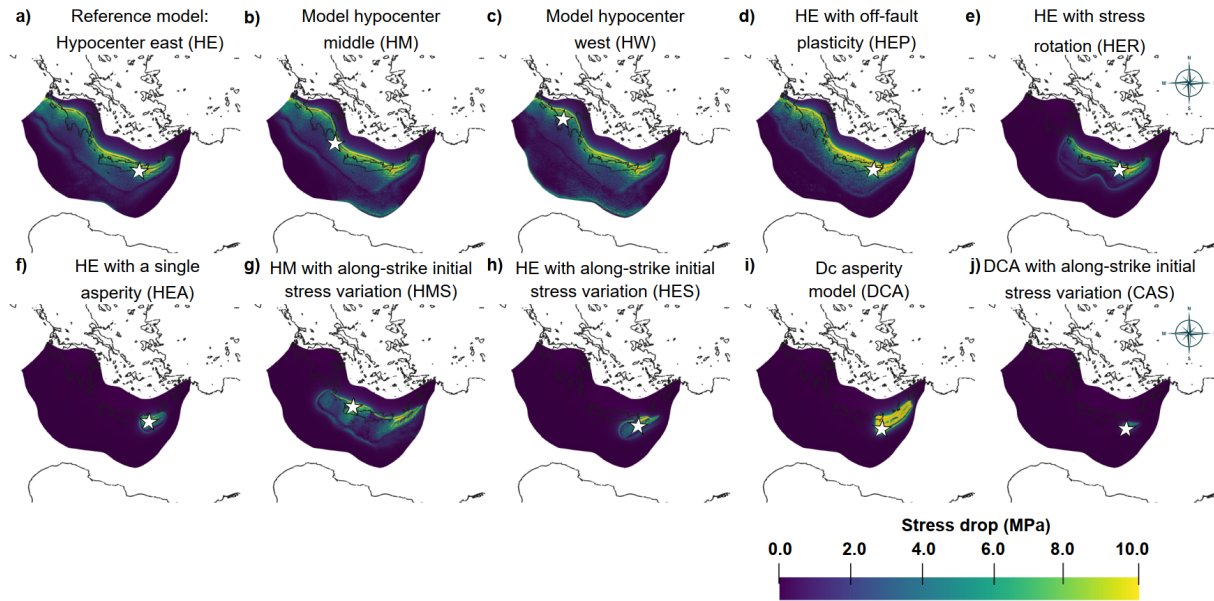 a) Reference model:
Hypocenter east (HE)
b) Model hypocenter
middle (HM)
c) Model hypocenter
west (HW)
d) HE with off-fault
plasticity (HEP)
e) HE with stress
rotation (HER)
f) HE with a single
asperity (HEA)
g) HM with along-strike initial
stress variation (HMS)
h) HE with along-strike initial
stress variation (HES)
i) Dc asperity
model (DCA)
j) DCA with along-strike initial
stress variation (CAS)
Stress drop (MPa)
0.0 2.0 4.0 6.0 8.0 10.0